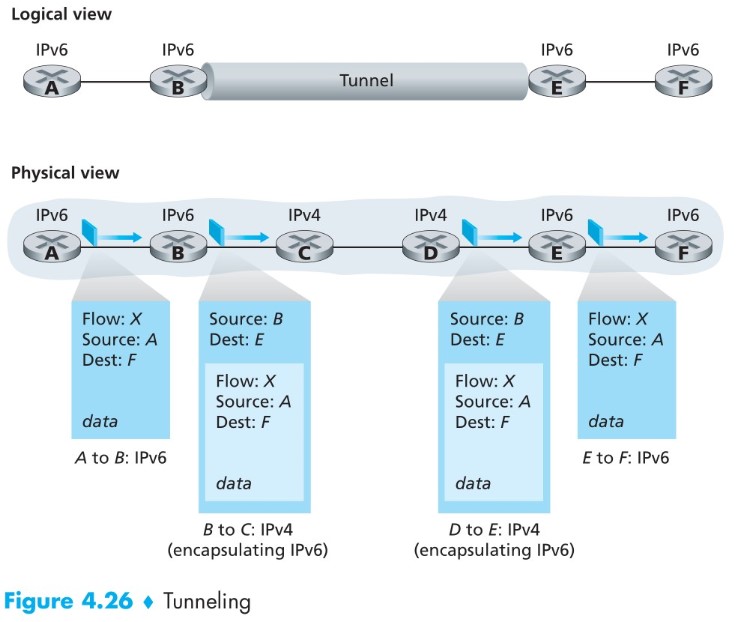 Logical view
IPv6 IPv6 IPv6 IPv6
A B Tunnel E F
Physical view
IPv6 IPv6 IPv4 IPv4 IPv6 IPv6
A B C D E F
Flow: X
Source: A
Dest: F
data
A to B: IPv6
Source: B
Dest: E
Flow: X
Source: A
Dest: F
data
B to C: IPv4
(encapsulating IPv6)
Source: B
Dest: E
Flow: X
Source: A
Dest: F
data
D to E: IPv4
(encapsulating IPv6)
Flow: X
Source: A
Dest: F
data
E to F: IPv6
Figure 4.26 ♦ Tunneling